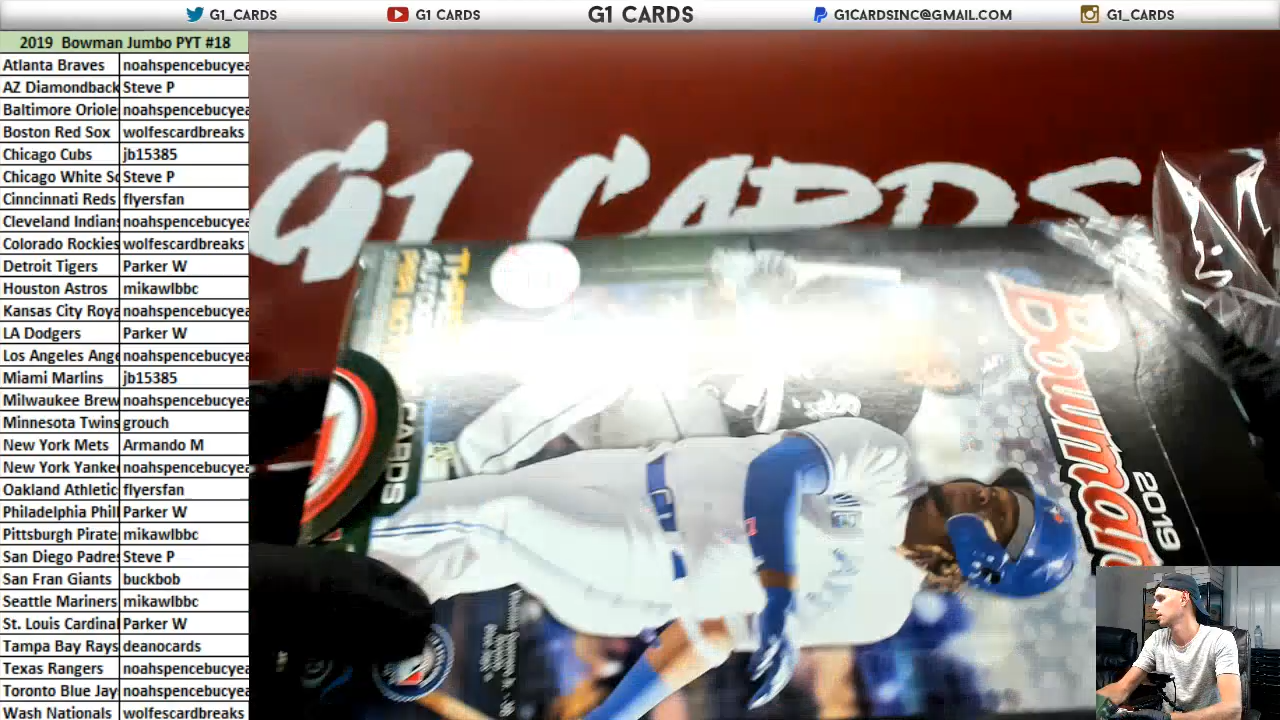 G1_CARDS
G1 CARDS
G1 CARDS
G1CARDSINC@GMAIL.COM
G1_CARDS
2019 Bowman Jumbo PYT #18
Atlanta Braves noahspencebucyea
AZ Diamondback Steve P
Baltimore Oriole noahspencebucyea
Boston Red Sox wolfescardbreaks
Chicago Cubs jb15385
Chicago White So Steve P
Cinncinnati Reds flyersfan
Cleveland Indians noahspencebucyea
Colorado Rockies wolfescardbreaks
Detroit Tigers Parker W
Houston Astros mikawlbbc
Kansas City Roya noahspencebucyea
LA Dodgers Parker W
Los Angeles Ange noahspencebucyea
Miami Marlins jb15385
Milwaukee Brew noahspencebucyea
Minnesota Twins grouch
New York Mets Armando M
New York Yankee noahspencebucyea
Oakland Athletic flyersfan
Philadelphia Phill Parker W
Pittsburgh Pirate mikawlbbc
San Diego Padre Steve P
San Fran Giants buckbob
Seattle Mariners mikawlbbc
St. Louis Cardinal Parker W
Tampa Bay Rays deanocards
Texas Rangers noahspencebucyea
Toronto Blue Jay noahspencebucyea
Wash Nationals wolfescardbreaks
G1 CARDS
Bowman
2019
CARDS